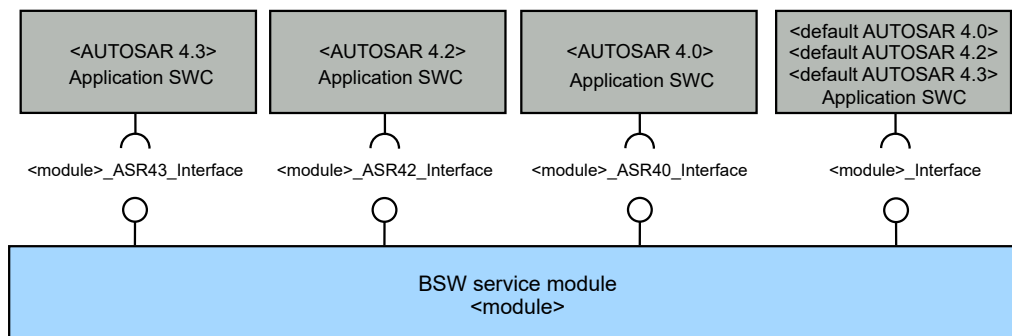 <AUTOSAR 4.3>
Application SWC
<AUTOSAR 4.2>
Application SWC
<AUTOSAR 4.0>
Application SWC
<default AUTOSAR 4.0>
<default AUTOSAR 4.2>
<default AUTOSAR 4.3>
Application SWC
<module>_ASR43_Interface
<module>_ASR42_Interface
<module>_ASR40_Interface
<module>_Interface
BSW service module
<module>